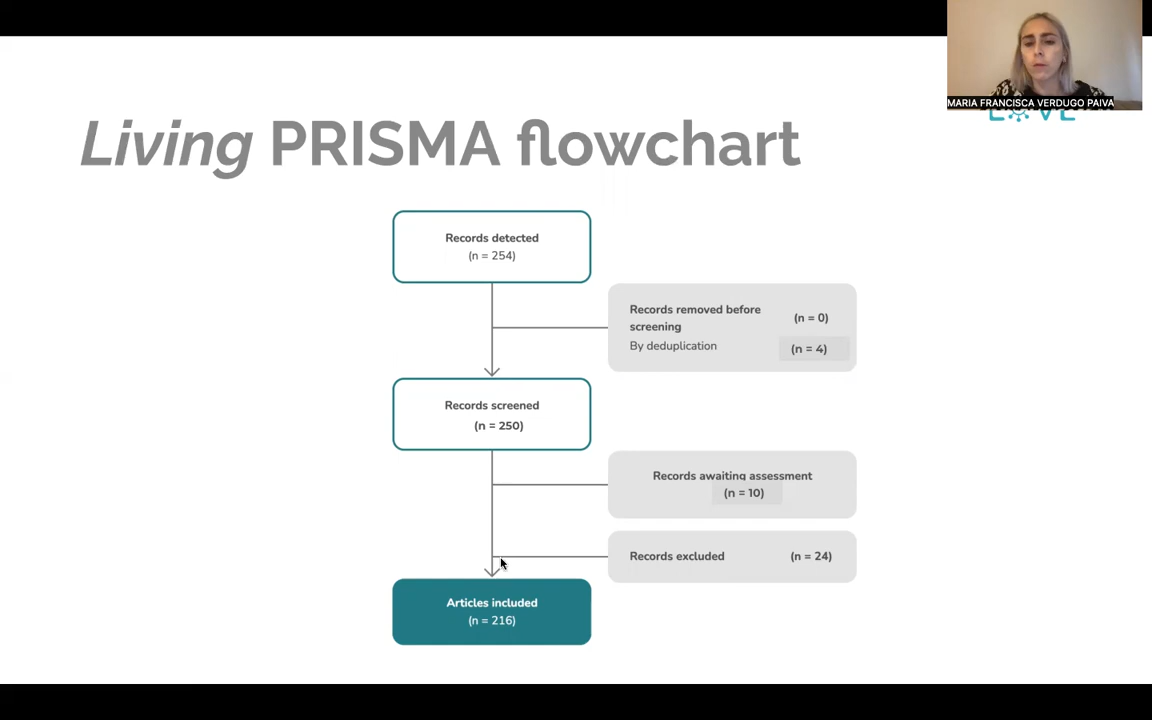 MARIA FRANCISCA VERDUGO PAIVA
Living PRISMA flowchart
Records detected
(n = 254)
Records removed before
screening
(n = 0)
By deduplication
(n = 4)
Records screened
(n = 250)
Records awaiting assessment
(n = 10)
Records excluded
(n = 24)
Articles included
(n = 216)